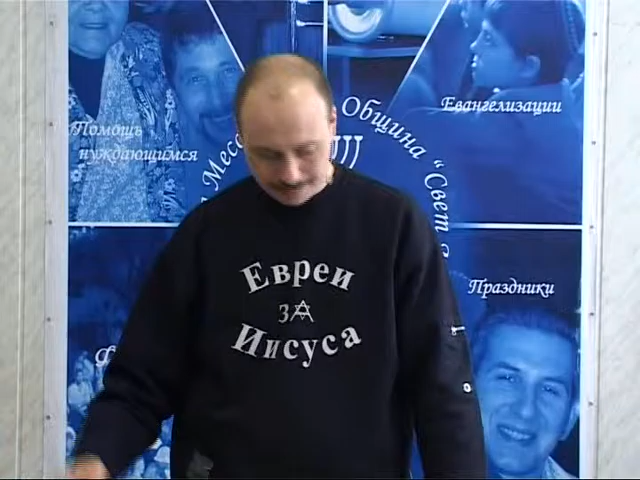 Помощь
нуждающимся
Евангелизации
Община "Свет
Месс
Праздники
Евреи
за
Иисуса